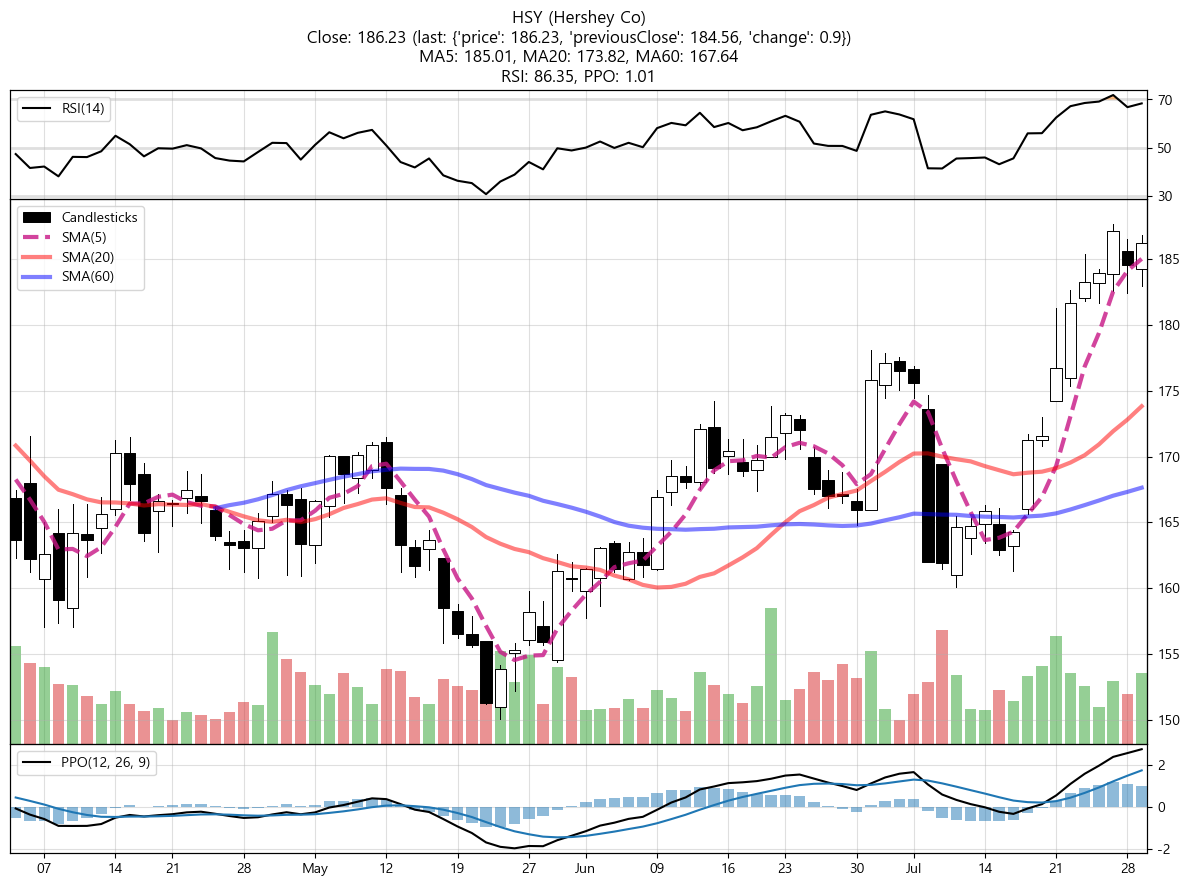 HSY (Hershey Co)
Close: 186.23 (last: {'price': 186.23, 'previousClose': 184.56, 'change': 0.9})
MA5: 185.01, MA20: 173.82, MA60: 167.64
RSI: 86.35, PPO: 1.01
RSI(14)
70
50
30
Candlesticks
SMA(5)
SMA(20)
SMA(60)
185
180
175
170
165
160
155
150
PPO(12, 26, 9)
2
0
-2
07 14 21 28 May 12 19 27 Jun 09 16 23 30 Jul 14 21 28